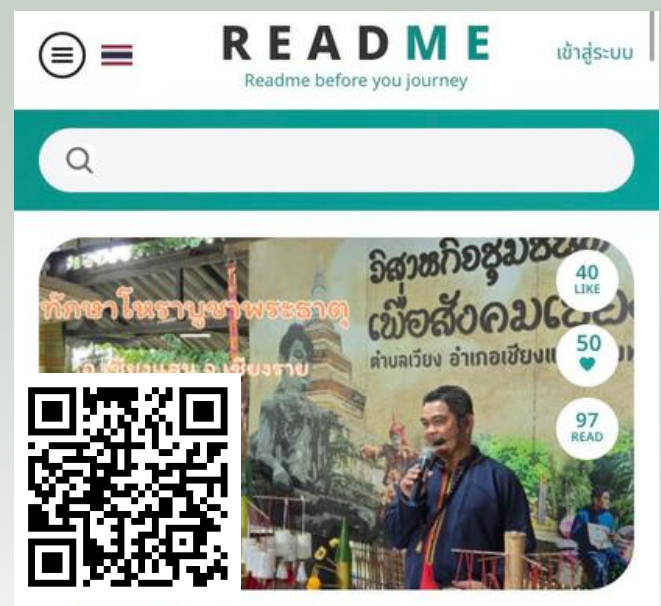 README
Readme before you journey
เข้าสู่ระบบ
วิสาหกิจชุมชน
เพื่อสังคมเชียง
ตำบลเวียง อำเภอเชียง
ทักษาโหราบูชาพระธาตุ
อ.เชียงแสน จ.เชียงราย
40
LIKE
50
97
READ